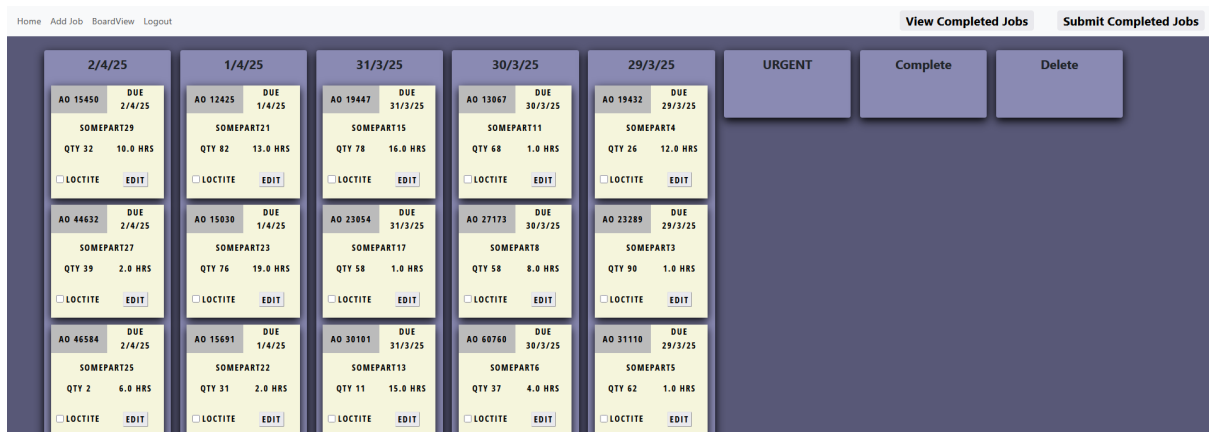 Home Add Job BoardView Logout View Completed Jobs Submit Completed Jobs
2/4/25
AO 15450 DUE 2/4/25
SOMEPART29
QTY 32 10.0 HRS
LOCTITE EDIT
AO 44632 DUE 2/4/25
SOMEPART27
QTY 39 2.0 HRS
LOCTITE EDIT
AO 46584 DUE 2/4/25
SOMEPART25
QTY 2 6.0 HRS
LOCTITE EDIT
1/4/25
AO 12425 DUE 1/4/25
SOMEPART21
QTY 82 13.0 HRS
LOCTITE EDIT
AO 15030 DUE 1/4/25
SOMEPART23
QTY 76 19.0 HRS
LOCTITE EDIT
AO 15691 DUE 1/4/25
SOMEPART22
QTY 31 2.0 HRS
LOCTITE EDIT
31/3/25
AO 19447 DUE 31/3/25
SOMEPART15
QTY 78 16.0 HRS
LOCTITE EDIT
AO 23054 DUE 31/3/25
SOMEPART17
QTY 58 1.0 HRS
LOCTITE EDIT
AO 30101 DUE 31/3/25
SOMEPART13
QTY 11 15.0 HRS
LOCTITE EDIT
30/3/25
AO 13067 DUE 30/3/25
SOMEPART11
QTY 68 1.0 HRS
LOCTITE EDIT
AO 27173 DUE 30/3/25
SOMEPART8
QTY 58 8.0 HRS
LOCTITE EDIT
AO 60760 DUE 30/3/25
SOMEPART6
QTY 37 4.0 HRS
LOCTITE EDIT
29/3/25
AO 19432 DUE 29/3/25
SOMEPART4
QTY 26 12.0 HRS
LOCTITE EDIT
AO 23289 DUE 29/3/25
SOMEPART3
QTY 90 1.0 HRS
LOCTITE EDIT
AO 31110 DUE 29/3/25
SOMEPART5
QTY 62 1.0 HRS
LOCTITE EDIT
URGENT
Complete
Delete